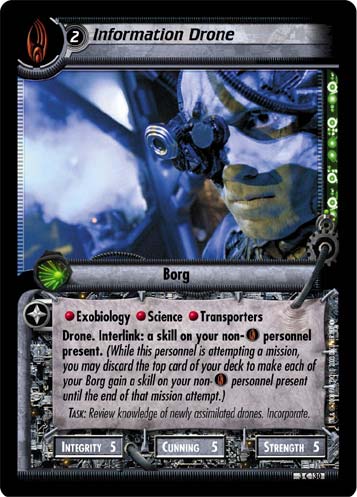 2 Information Drone
Borg
Exobiology Science Transporters
Drone. Interlink: a skill on your non- personnel
present. (While this personnel is attempting a mission,
you may discard the top card of your deck to make each of
your Borg gain a skill on your non- personnel present
until the end of that mission attempt.)
TASK: Review knowledge of newly assimilated drones. Incorporate.
INTEGRITY 5 CUNNING 5 STRENGTH 5
3 C 130